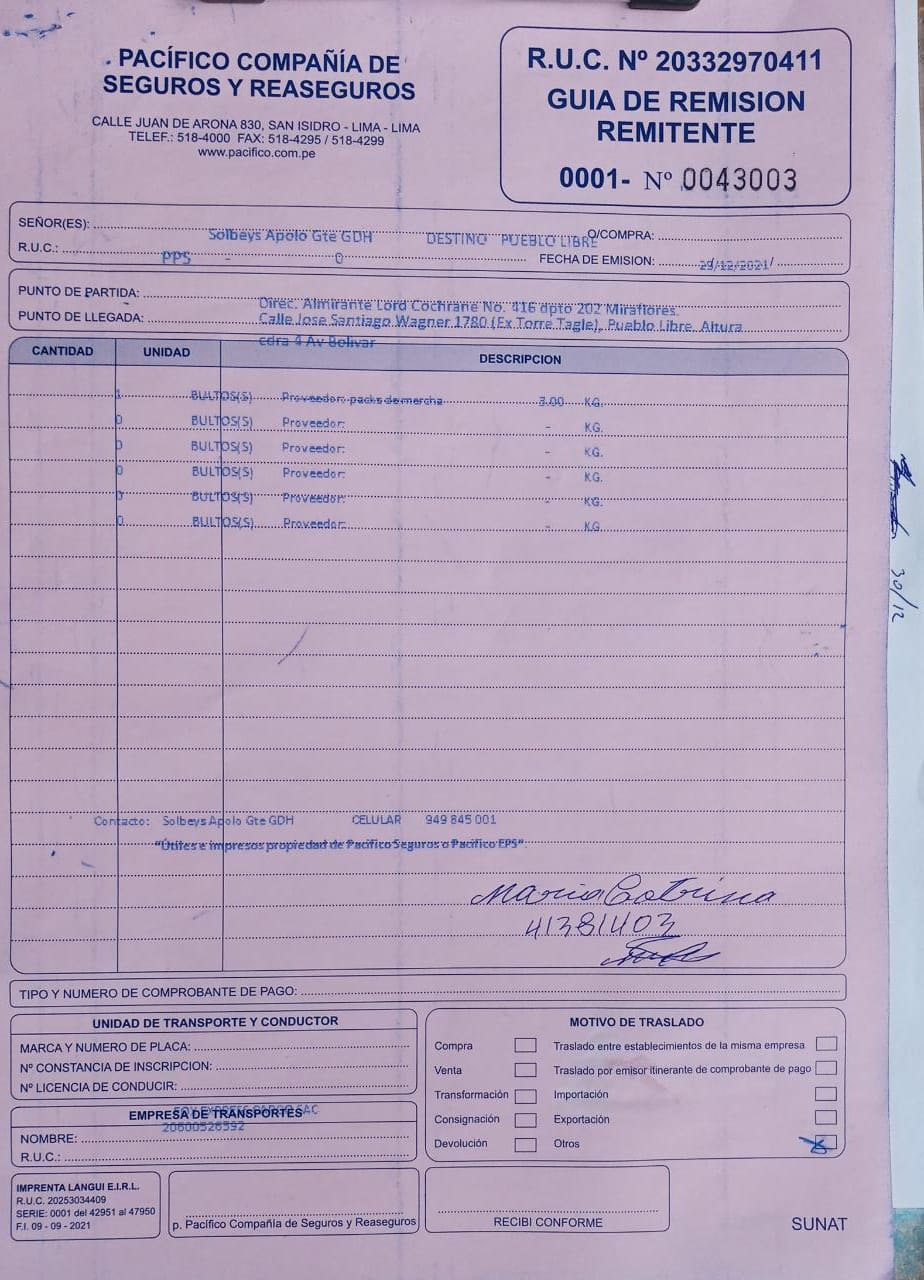 PACÍFICO COMPAÑÍA DE
SEGUROS Y REASEGUROS
CALLE JUAN DE ARONA 830, SAN ISIDRO - LIMA - LIMA
TELEF.: 518-4000 FAX: 518-4295 / 518-4299
www.pacifico.com.pe
R.U.C. Nº 20332970411
GUIA DE REMISION
REMITENTE
0001- Nº 0043003
SEÑOR(ES): Solbeys Apolo Gte GDH DESTINO PUEBLO LIBRE O/COMPRA:
R.U.C.: PPS - 0 FECHA DE EMISION: 29/12/2021/
PUNTO DE PARTIDA: Direc. Almirante Lord Cochrane No. 416 dpto 202 Miraflores.
PUNTO DE LLEGADA: Calle Jose Santiago Wagner 1780 (Ex Torre Tagle), Pueblo Libre. Altura
cdra 4 Av Bolivar
CANTIDAD UNIDAD DESCRIPCION
1 BULTOS(S) Proveedor: packs de mercha 3.00 KG.
0 BULTOS(S) Proveedor: - KG.
0 BULTOS(S) Proveedor: - KG.
0 BULTOS(S) Proveedor: - KG.
0 BULTOS(S) Proveedor: - KG.
0 BULTOS(S) Proveedor: - KG.
30/12
Contacto: Solbeys Apolo Gte GDH CELULAR 949 845 001
"Útiles e impresos propiedad de Pacifico Seguros o Pacifico EPS".
Maria Cotrina
41381403
TIPO Y NUMERO DE COMPROBANTE DE PAGO:
UNIDAD DE TRANSPORTE Y CONDUCTOR
MARCA Y NUMERO DE PLACA:
Nº CONSTANCIA DE INSCRIPCION:
Nº LICENCIA DE CONDUCIR:
EMPRESA DE TRANSPORTES
20600526592
NOMBRE:
R.U.C.:
MOTIVO DE TRASLADO
Compra Traslado entre establecimientos de la misma empresa
Venta Traslado por emisor itinerante de comprobante de pago
Transformación Importación
Consignación Exportación
Devolución Otros
IMPRENTA LANGUI E.I.R.L.
R.U.C. 20253034409
SERIE: 0001 del 42951 al 47950
F.I. 09 - 09 - 2021
p. Pacífico Compañía de Seguros y Reaseguros
RECIBI CONFORME
SUNAT